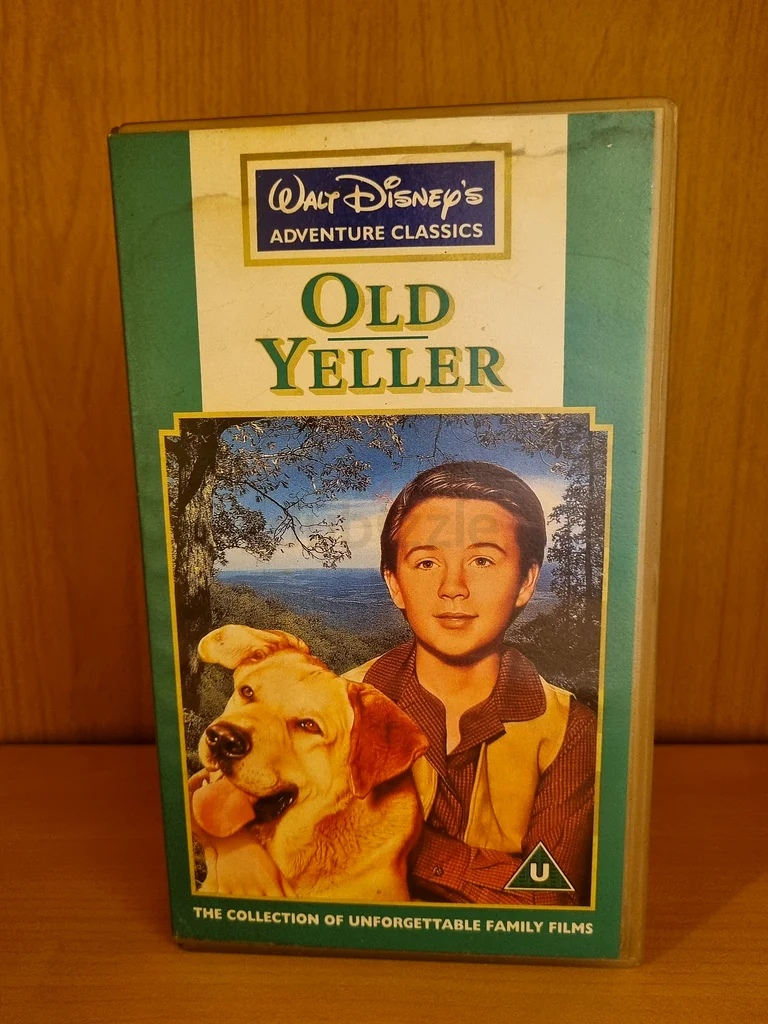 WALT DISNEY'S
ADVENTURE CLASSICS
OLD
YELLER
U
THE COLLECTION OF UNFORGETTABLE FAMILY FILMS